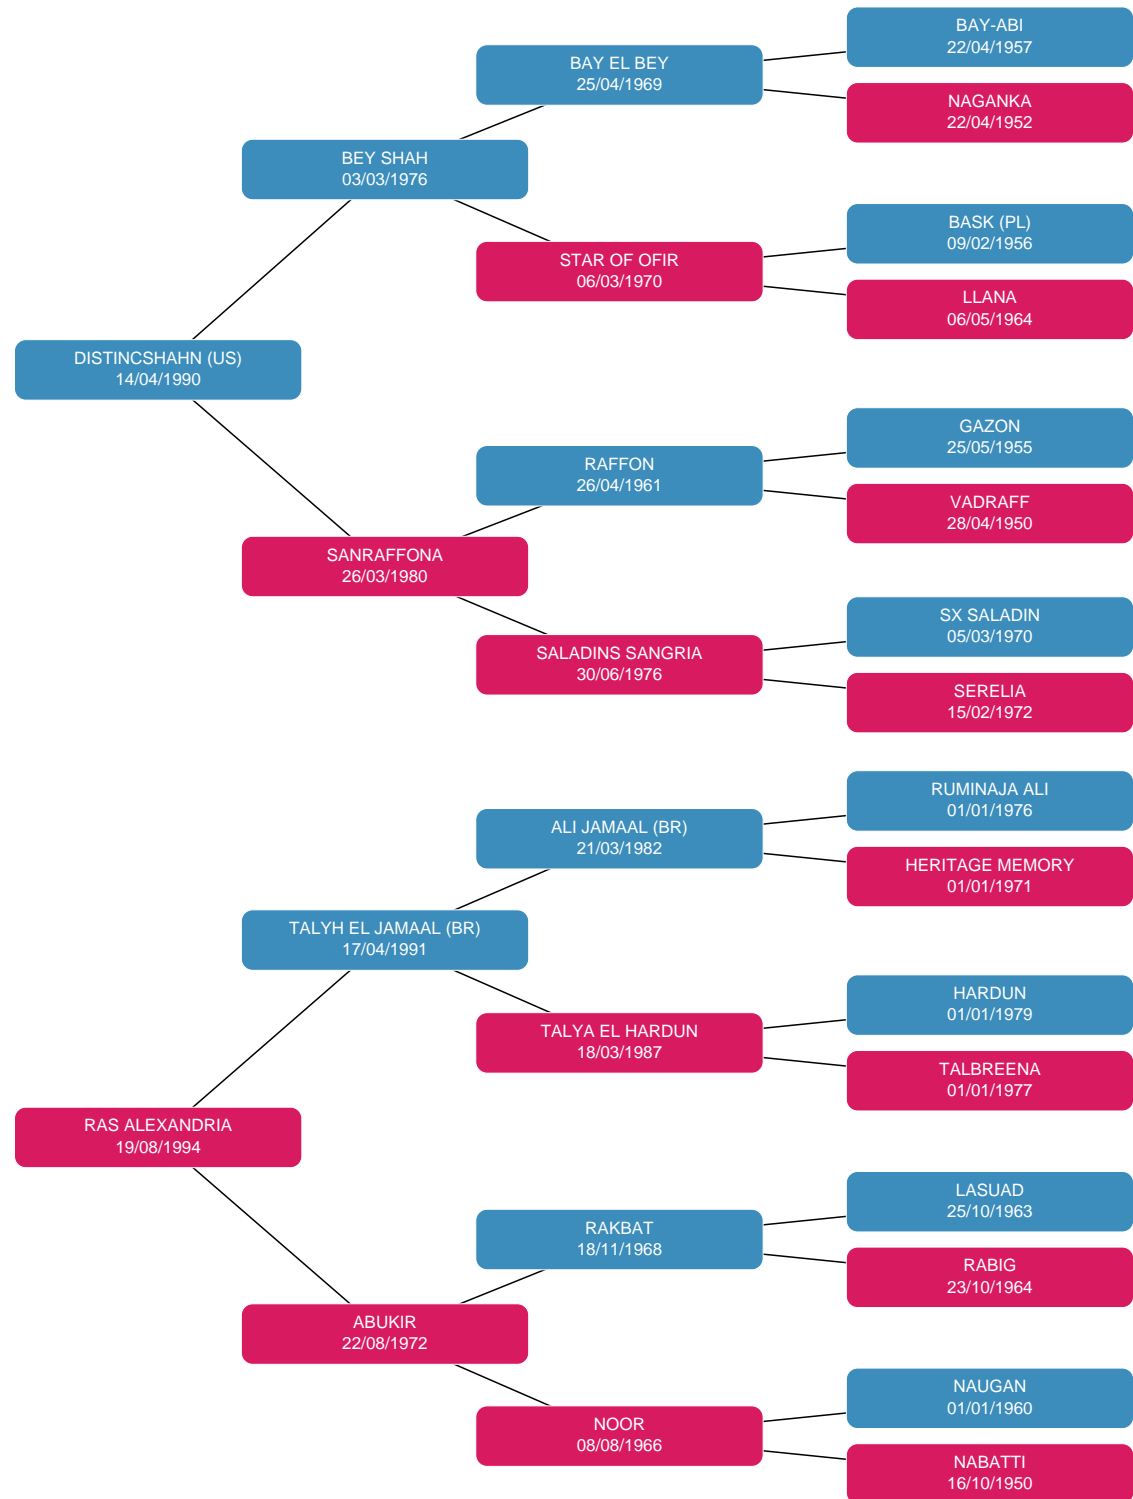 BAY-ABI
22/04/1957
BAY EL BEY
25/04/1969
NAGANKA
22/04/1952
BEY SHAH
03/03/1976
BASK (PL)
09/02/1956
STAR OF OFIR
06/03/1970
LLANA
06/05/1964
DISTINCSHAHN (US)
14/04/1990
GAZON
25/05/1955
RAFFON
26/04/1961
VADRAFF
28/04/1950
SANRAFFONA
26/03/1980
SX SALADIN
05/03/1970
SALADINS SANGRIA
30/06/1976
SERELIA
15/02/1972
RUMINAJA ALI
01/01/1976
ALI JAMAAL (BR)
21/03/1982
HERITAGE MEMORY
01/01/1971
TALYH EL JAMAAL (BR)
17/04/1991
HARDUN
01/01/1979
TALYA EL HARDUN
18/03/1987
TALBREENA
01/01/1977
RAS ALEXANDRIA
19/08/1994
LASUAD
25/10/1963
RAKBAT
18/11/1968
RABIG
23/10/1964
ABUKIR
22/08/1972
NAUGAN
01/01/1960
NOOR
08/08/1966
NABATTI
16/10/1950